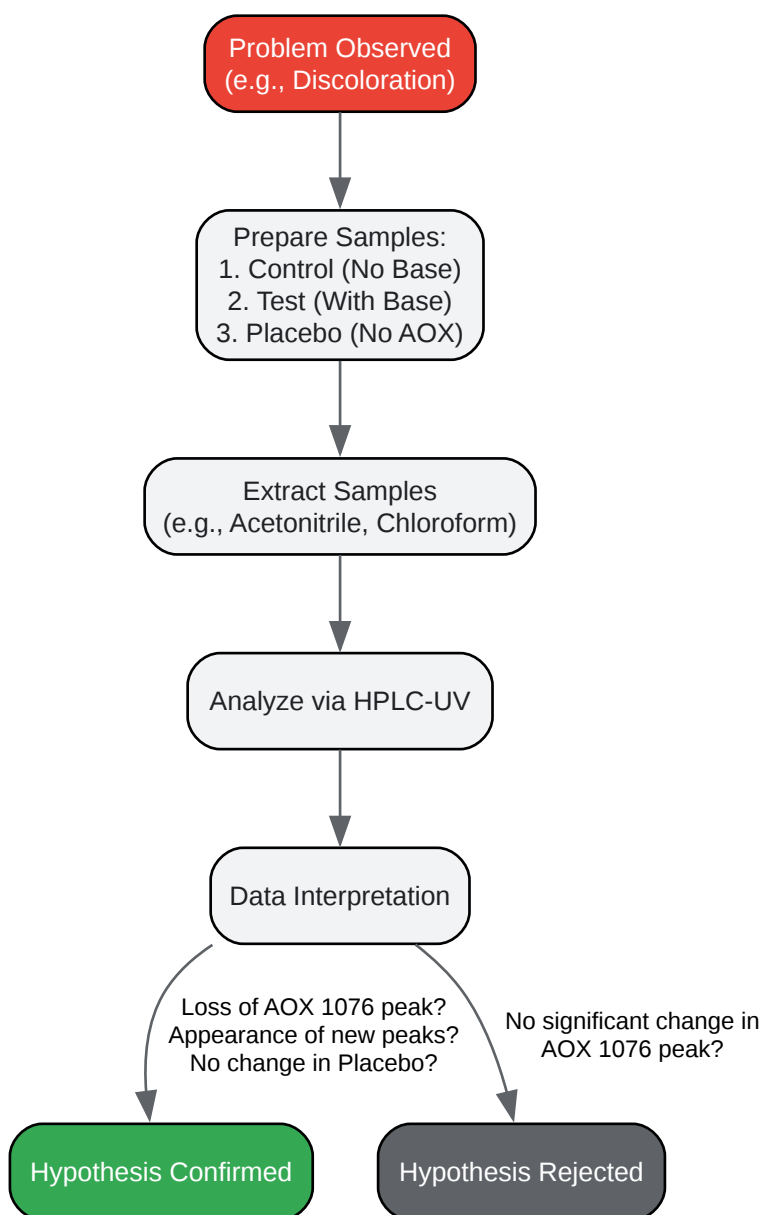 Problem Observed
(e.g., Discoloration)
Prepare Samples:
1. Control (No Base)
2. Test (With Base)
3. Placebo (No AOX)
Extract Samples
(e.g., Acetonitrile, Chloroform)
Analyze via HPLC-UV
Data Interpretation
Loss of AOX 1076 peak?
Appearance of new peaks?
No change in Placebo?
No significant change in
AOX 1076 peak?
Hypothesis Confirmed
Hypothesis Rejected